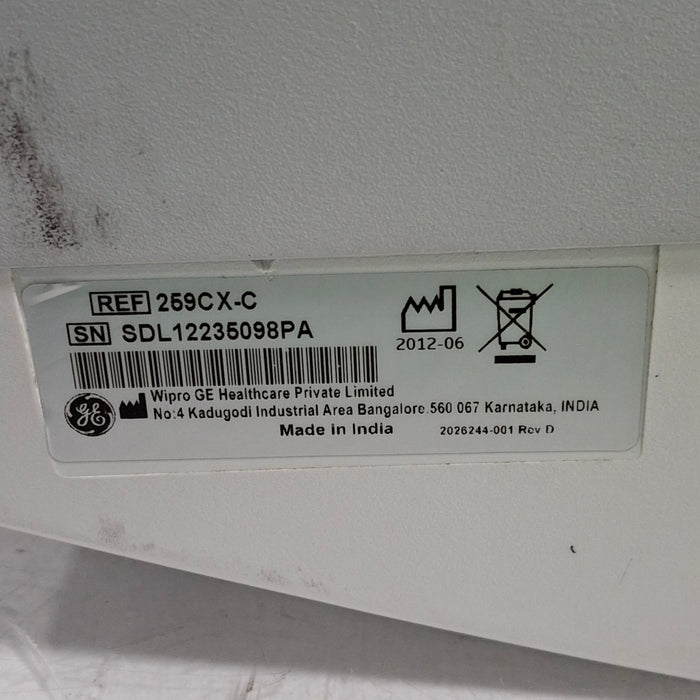 REF 259CX-C
SN SDL12235098PA
2012-06
GE
Wipro GE Healthcare Private Limited
No:4 Kadugodi Industrial Area Bangalore.560 067 Karnataka, INDIA
Made in India
2026244-001 Rev D